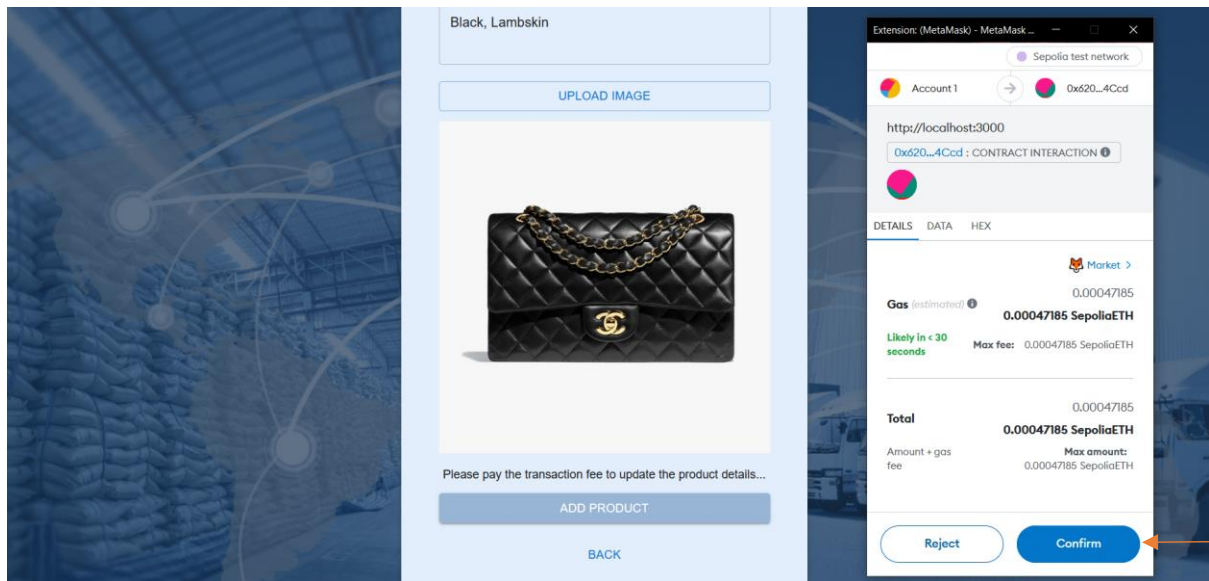 Black, Lambskin
UPLOAD IMAGE
Please pay the transaction fee to update the product details...
ADD PRODUCT
BACK
Extension: (MetaMask) - MetaMask ...
Sepolia test network
Account 1
0x620...4Ccd
http://localhost:3000
0x620...4Ccd : CONTRACT INTERACTION
DETAILS DATA HEX
Market >
0.00047185
Gas (estimated)
0.00047185 SepoliaETH
Likely in < 30
seconds
Max fee: 0.00047185 SepoliaETH
0.00047185
Total
0.00047185 SepoliaETH
Amount + gas
fee
Max amount:
0.00047185 SepoliaETH
Reject
Confirm